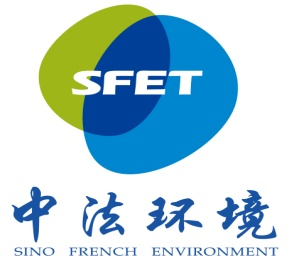 SFET
中法环境
SINO FRENCH ENVIRONMENT